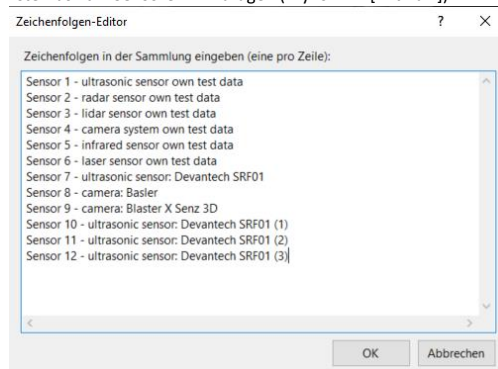 Zeichenfolgen-Editor ? ×
Zeichenfolgen in der Sammlung eingeben (eine pro Zeile):
Sensor 1 - ultrasonic sensor own test data
Sensor 2 - radar sensor own test data
Sensor 3 - lidar sensor own test data
Sensor 4 - camera system own test data
Sensor 5 - infrared sensor own test data
Sensor 6 - laser sensor own test data
Sensor 7 - ultrasonic sensor: Devantech SRF01
Sensor 8 - camera: Basler
Sensor 9 - camera: Blaster X Senz 3D
Sensor 10 - ultrasonic sensor: Devantech SRF01 (1)
Sensor 11 - ultrasonic sensor: Devantech SRF01 (2)
Sensor 12 - ultrasonic sensor: Devantech SRF01 (3)
OK Abbrechen